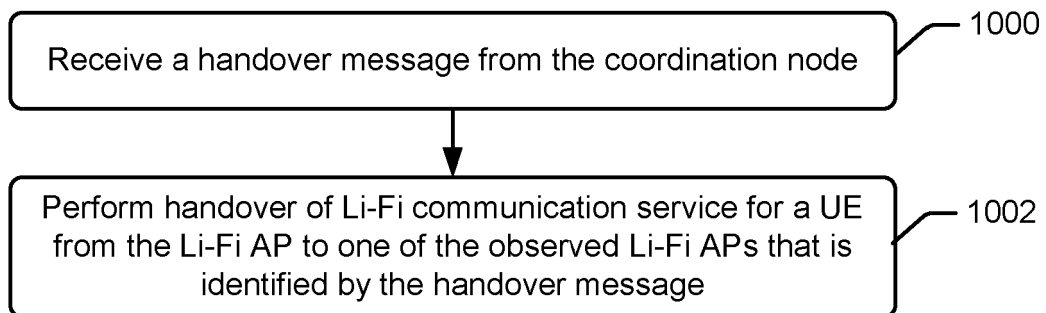 Receive a handover message from the coordination node
1000
Perform handover of Li-Fi communication service for a UE
from the Li-Fi AP to one of the observed Li-Fi APs that is
identified by the handover message
1002